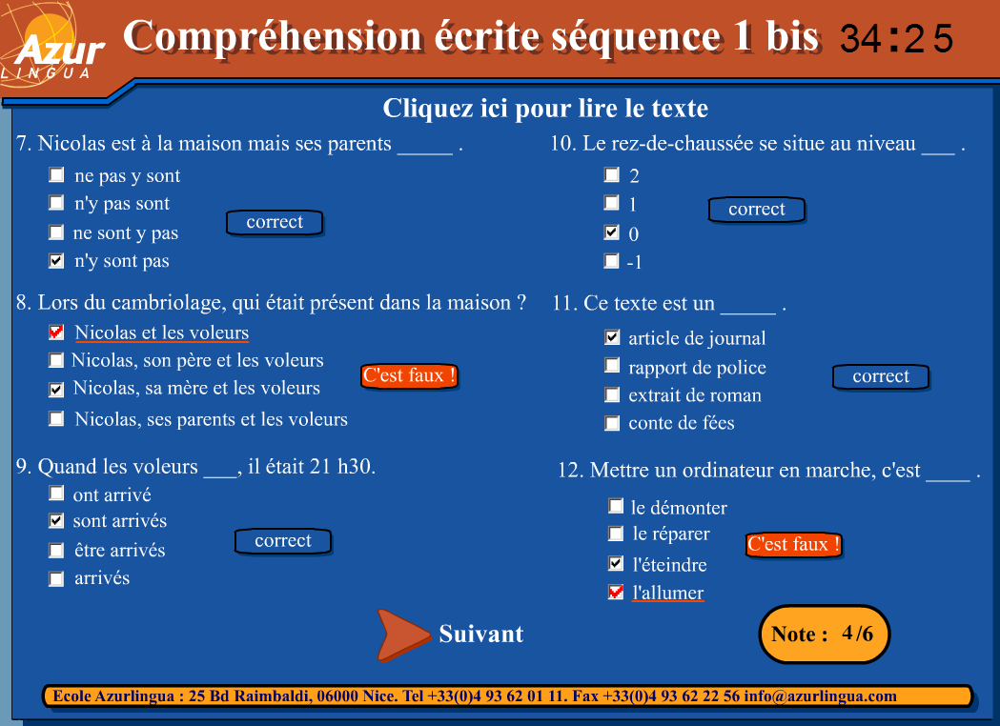 Azur
LINGUA
Compréhension écrite séquence 1 bis
34:25
Cliquez ici pour lire le texte
7. Nicolas est à la maison mais ses parents _____ .
ne pas y sont
n'y pas sont
ne sont y pas
n'y sont pas
correct
8. Lors du cambriolage, qui était présent dans la maison ?
Nicolas et les voleurs
Nicolas, son père et les voleurs
Nicolas, sa mère et les voleurs
Nicolas, ses parents et les voleurs
C'est faux !
9. Quand les voleurs ___, il était 21 h30.
ont arrivé
sont arrivés
être arrivés
arrivés
correct
10. Le rez-de-chaussée se situe au niveau ___ .
2
1
0
-1
correct
11. Ce texte est un _____ .
article de journal
rapport de police
extrait de roman
conte de fées
correct
12. Mettre un ordinateur en marche, c'est ____ .
le démonter
le réparer
l'éteindre
l'allumer
C'est faux !
Suivant
Note : 4/6
Ecole Azurlingua : 25 Bd Raimbaldi, 06000 Nice. Tel +33(0)4 93 62 01 11. Fax +33(0)4 93 62 22 56 info@azurlingua.com